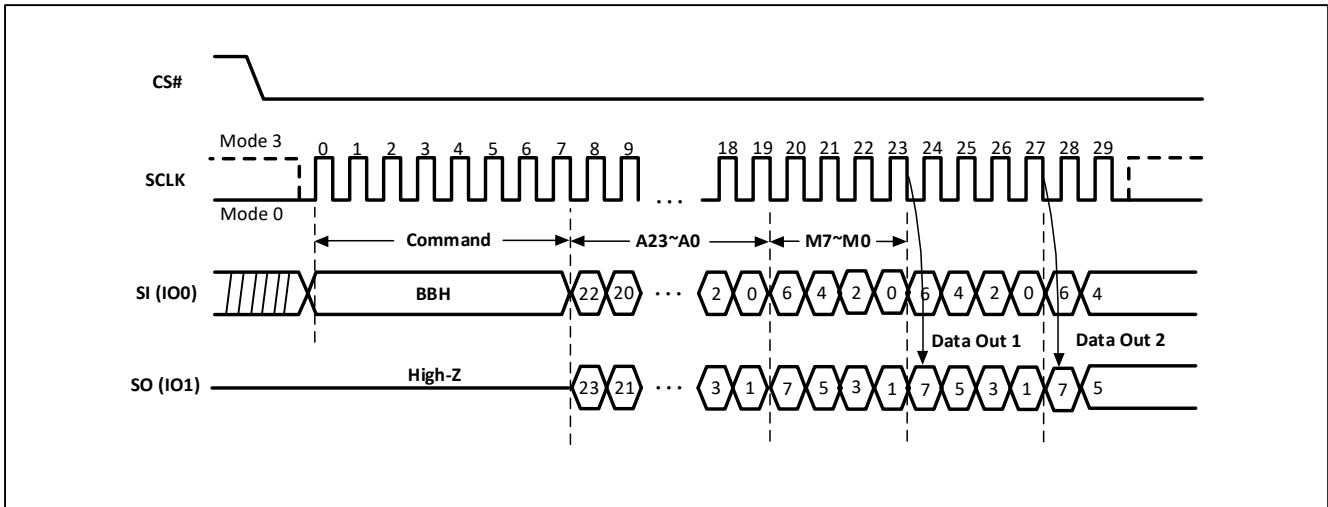 CS#
Mode 3
0 1 2 3 4 5 6 7 8 9 18 19 20 21 22 23 24 25 26 27 28 29
SCLK
...
Mode 0
Command A23~A0 M7~M0
SI (IO0) BBH 22 20 ... 2 0 6 4 2 0 6 4 2 0 6 4
Data Out 1 Data Out 2
High-Z
SO (IO1) 23 21 ... 3 1 7 5 3 1 7 5 3 1 7 5